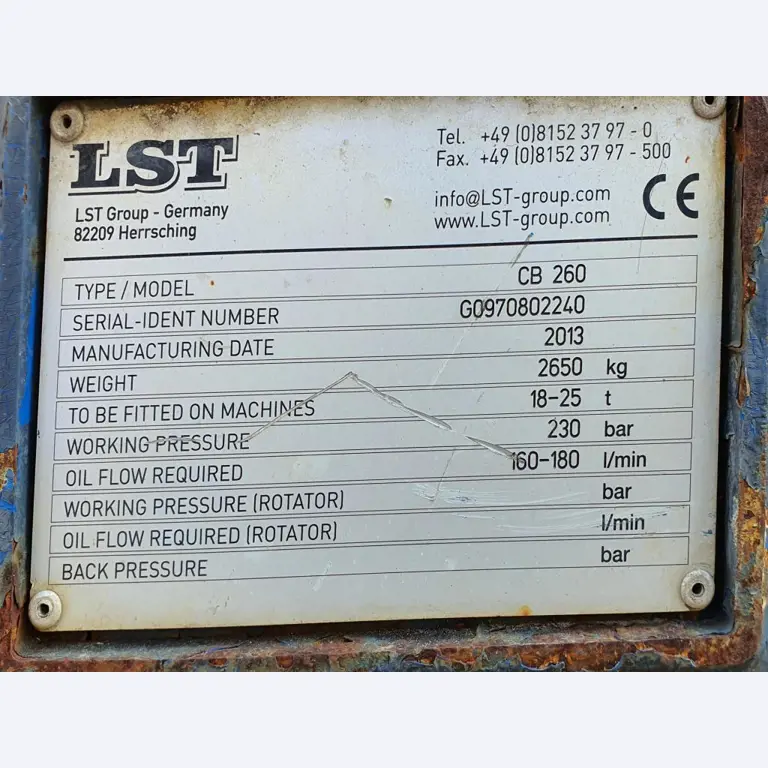 LST
LST Group - Germany
82209 Herrsching
Tel. +49 (0)8152 37 97 - 0
Fax. +49 (0)8152 37 97 - 500
info@LST-group.com
www.LST-group.com
CE
TYPE / MODEL CB 260
SERIAL-IDENT NUMBER G0970802240
MANUFACTURING DATE 2013
WEIGHT 2650 kg
TO BE FITTED ON MACHINES 18-25 t
WORKING PRESSURE 230 bar
OIL FLOW REQUIRED 160-180 l/min
WORKING PRESSURE (ROTATOR) bar
OIL FLOW REQUIRED (ROTATOR) l/min
BACK PRESSURE bar